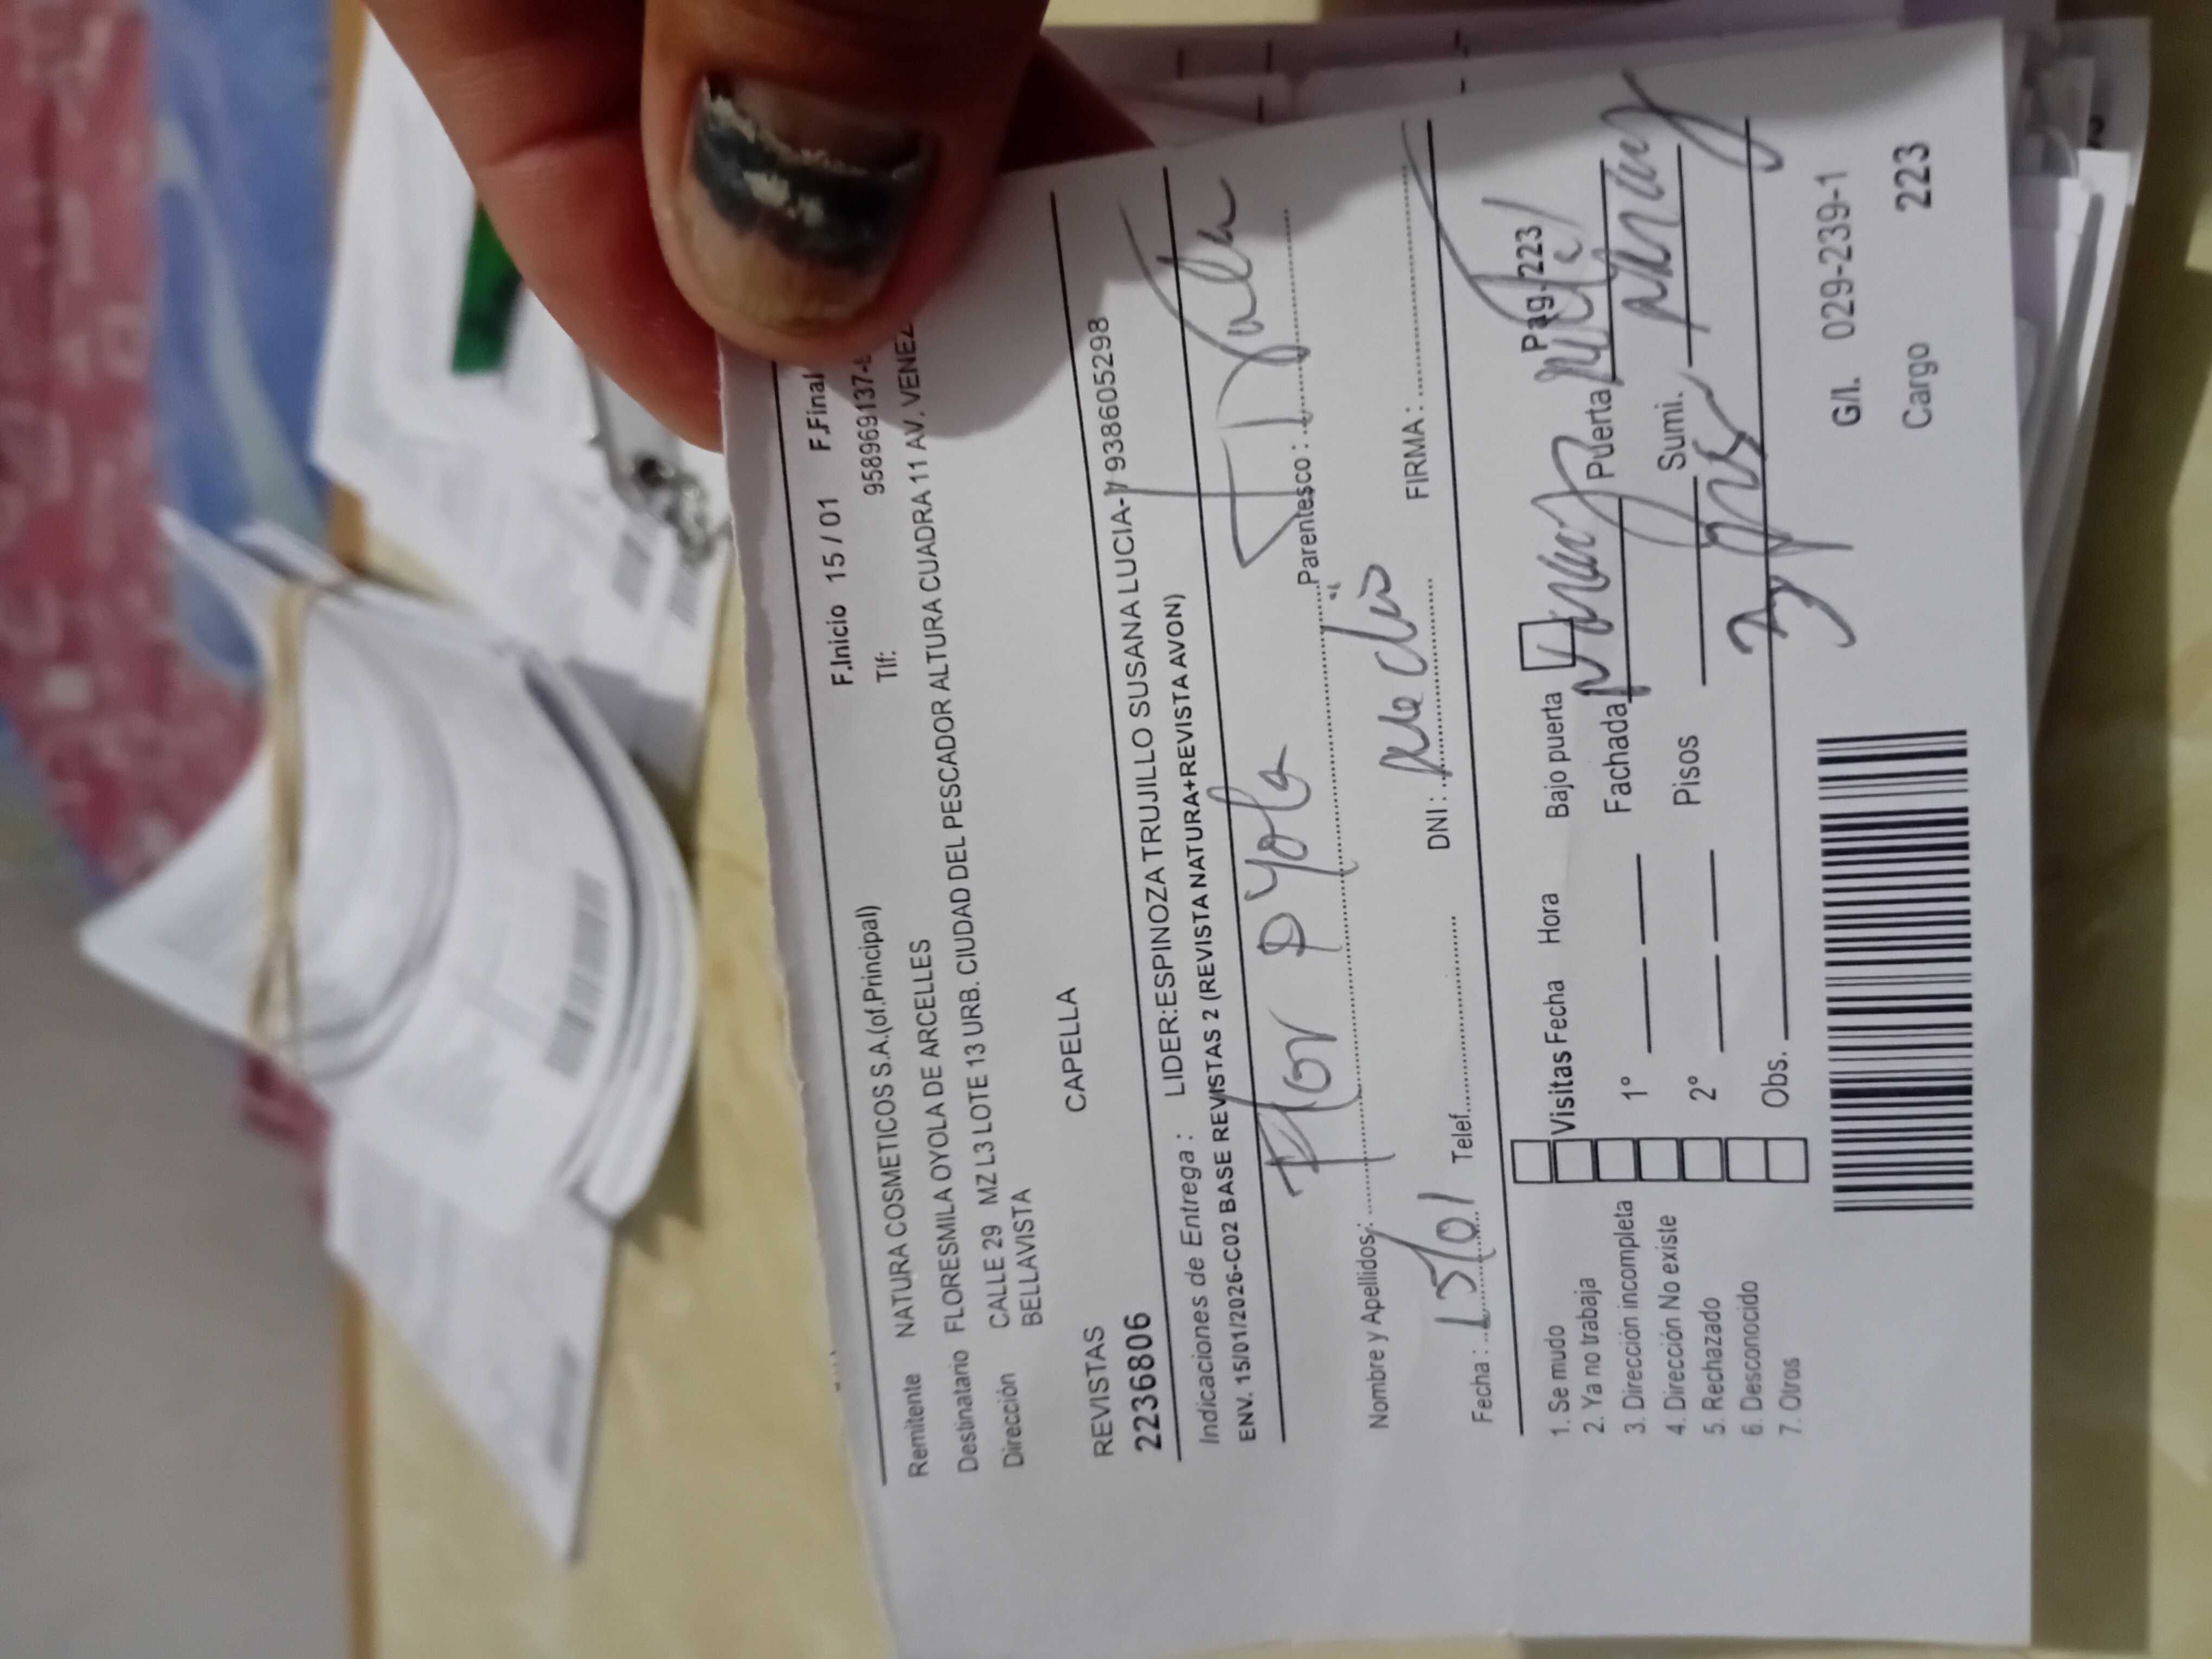 F.Inicio 15 / 01 F.Final
Remitente NATURA COSMETICOS S.A.(of.Principal) Tlf: 958969137-
Destinatario FLORESMILA OYOLA DE ARCELLES
Dirección CALLE 29 MZ L3 LOTE 13 URB. CIUDAD DEL PESCADOR ALTURA CUADRA 11 AV. VENEZ
BELLAVISTA
CAPELLA
REVISTAS
2236806
Indicaciones de Entrega : LIDER:ESPINOZA TRUJILLO SUSANA LUCIA-/ 938605298
ENV. 15/01/2026-C02 BASE REVISTAS 2 (REVISTA NATURA+REVISTA AVON)
Flor oyola
Nombre y Apellidos: Parentesco :
Fecha : 15/01 Telef. DNI : FIRMA :
Pag. 223
1. Se mudo
2. Ya no trabaja
3. Dirección incompleta
4. Dirección No existe
5. Rechazado
6. Desconocido
7. Otros
Visitas Fecha Hora Bajo puerta
1° Fachada Puerta
2° Pisos Sumi.
Obs.
G/I. 029-239-1
Cargo 223